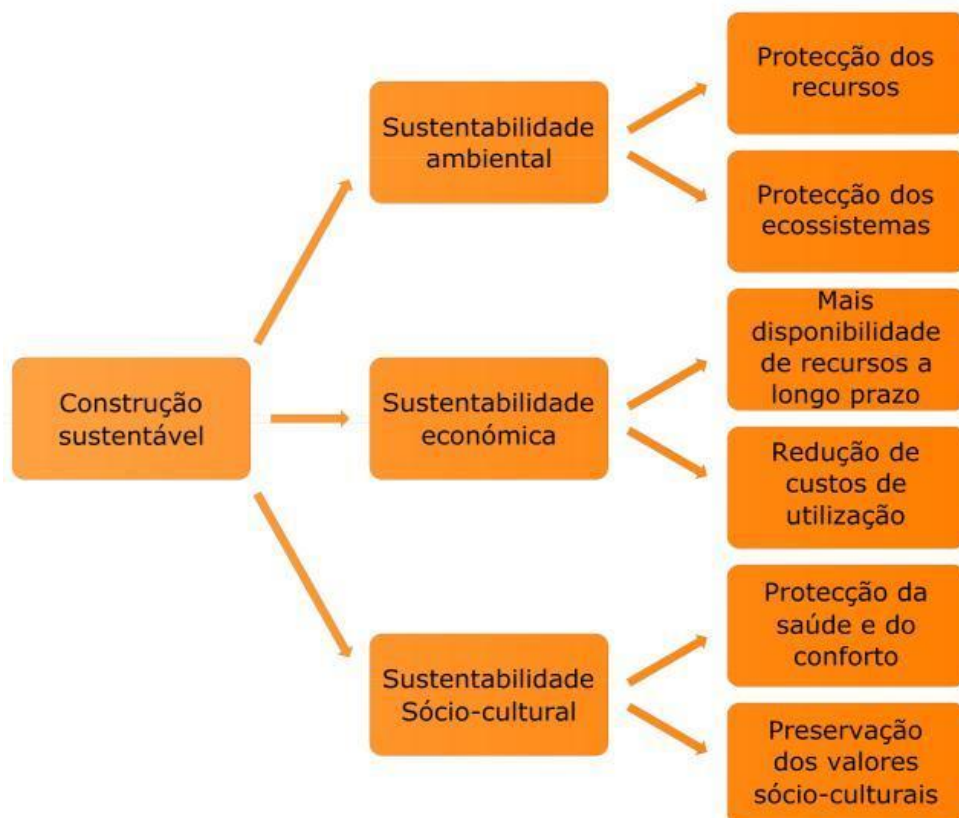 Construção
sustentável
Sustentabilidade
ambiental
Protecção dos
recursos
Protecção dos
ecossistemas
Sustentabilidade
económica
Mais
disponibilidade
de recursos a
longo prazo
Redução de
custos de
utilização
Sustentabilidade
Sócio-cultural
Protecção da
saúde e do
conforto
Preservação
dos valores
sócio-culturais